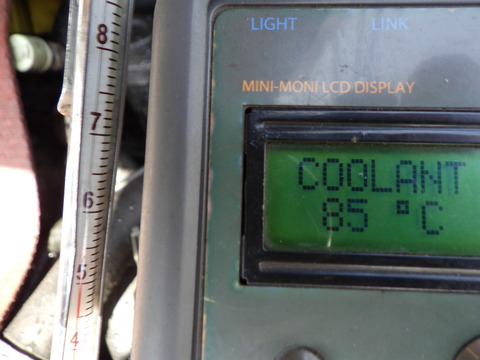 8
7
6
5
4
LIGHT LINK
MINI-MONI LCD DISPLAY
COOLANT
85 °C